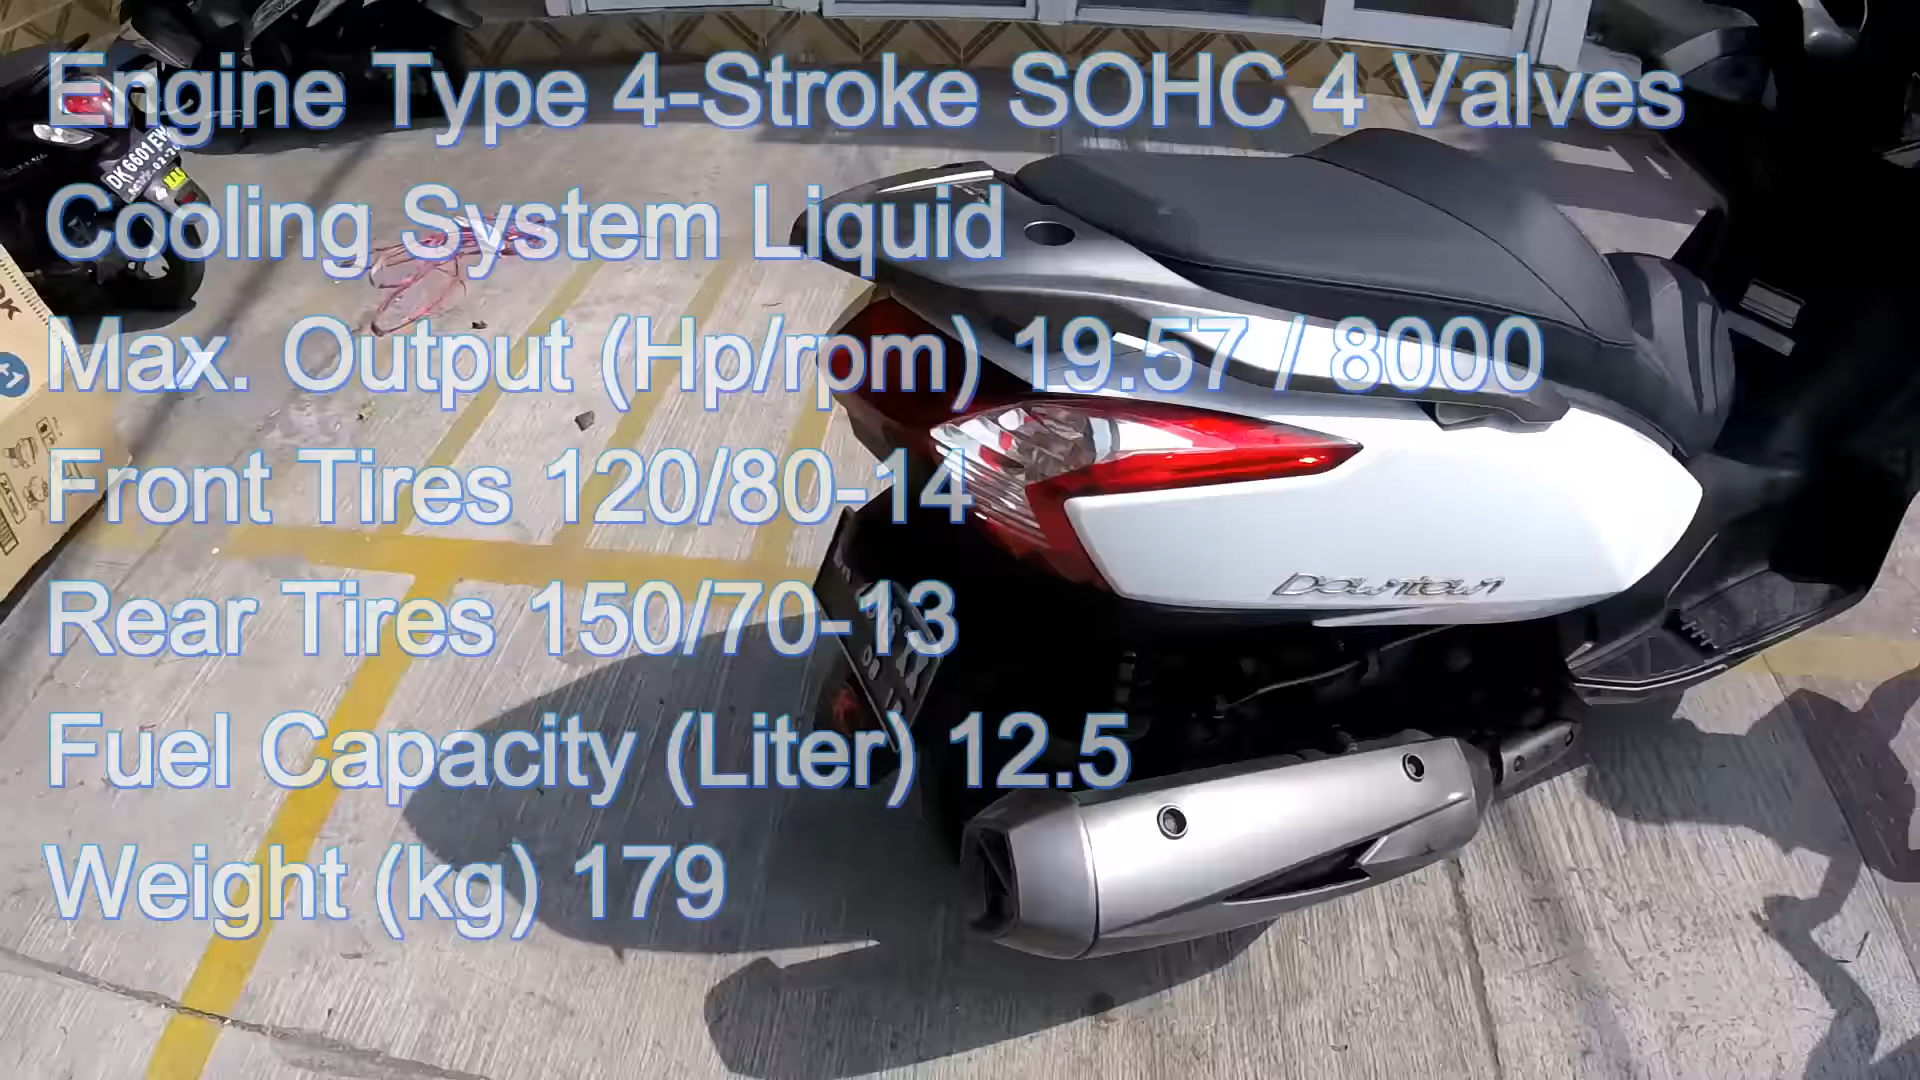 Engine Type 4-Stroke SOHC 4 Valves
Cooling System Liquid
Max. Output (Hp/rpm) 19.57 / 8000
Front Tires 120/80-14
Rear Tires 150/70-13
Fuel Capacity (Liter) 12.5
Weight (kg) 179
DK 6601 EW
DOWNTOWN